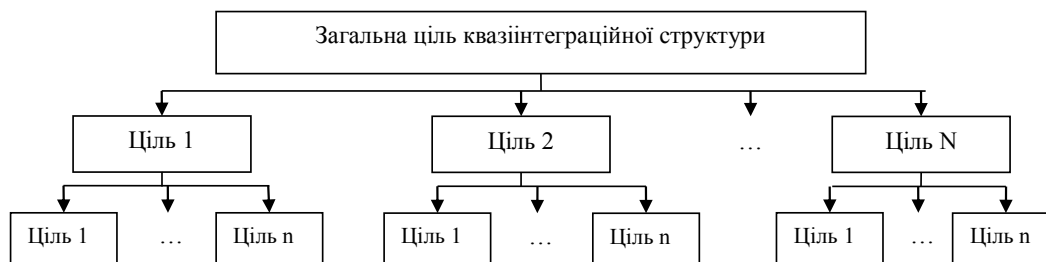 Загальна ціль квазіінтеграційної структури
Ціль 1
Ціль 2
…
Ціль N
Ціль 1
…
Ціль n
Ціль 1
…
Ціль n
Ціль 1
…
Ціль n